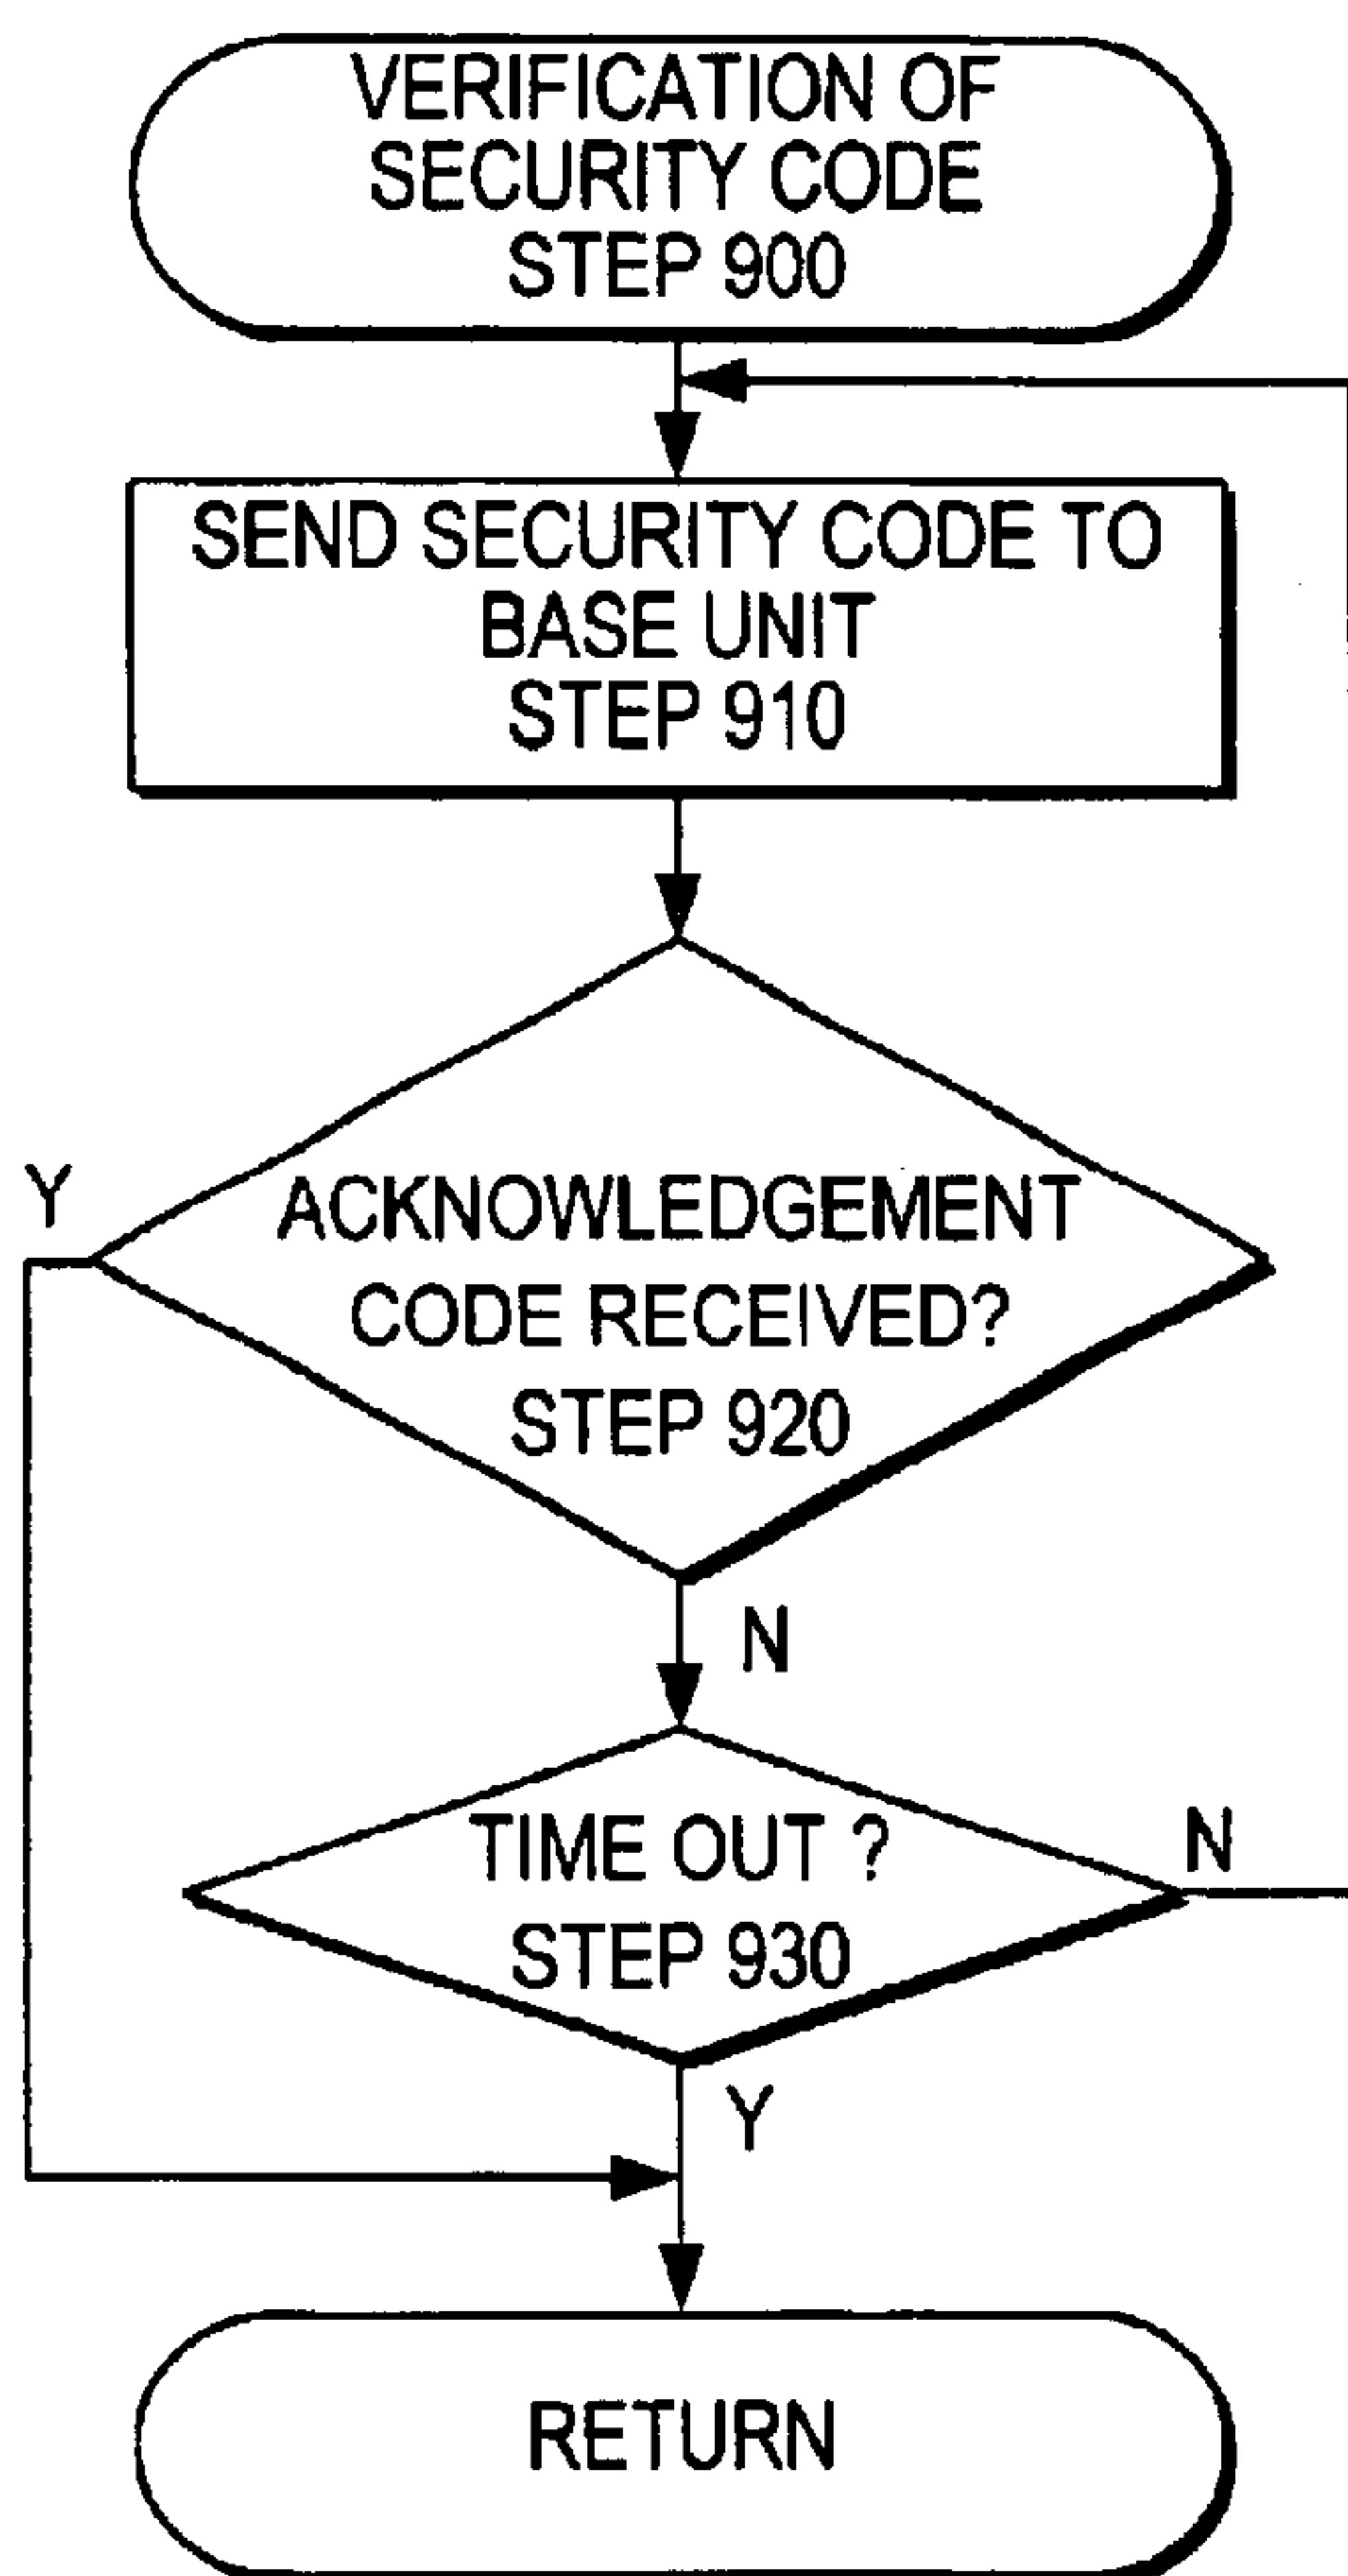 VERIFICATION OF
SECURITY CODE
STEP 900
SEND SECURITY CODE TO
BASE UNIT
STEP 910
Y
ACKNOWLEDGEMENT
CODE RECEIVED?
STEP 920
N
TIME OUT ?
STEP 930
N
Y
RETURN